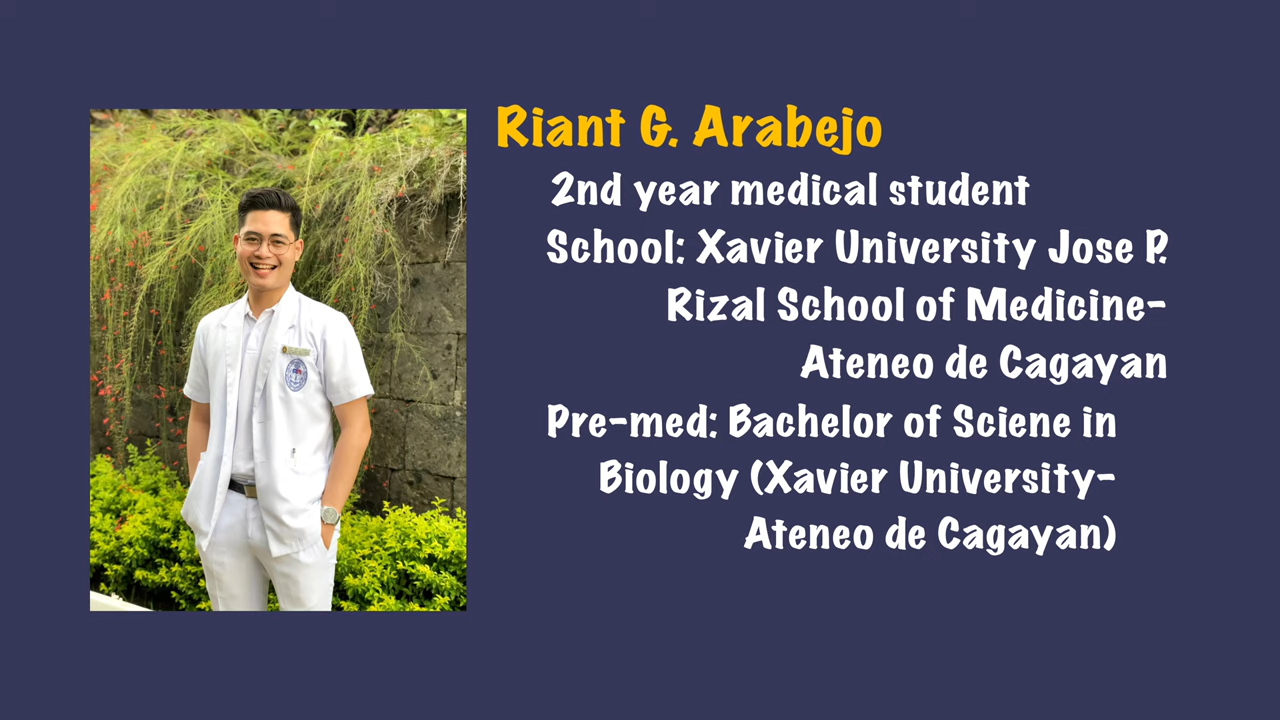 Riant G. Arabejo
2nd year medical student
School: Xavier University Jose P.
Rizal School of Medicine-
Ateneo de Cagayan
Pre-med: Bachelor of Sciene in
Biology (Xavier University-
Ateneo de Cagayan)